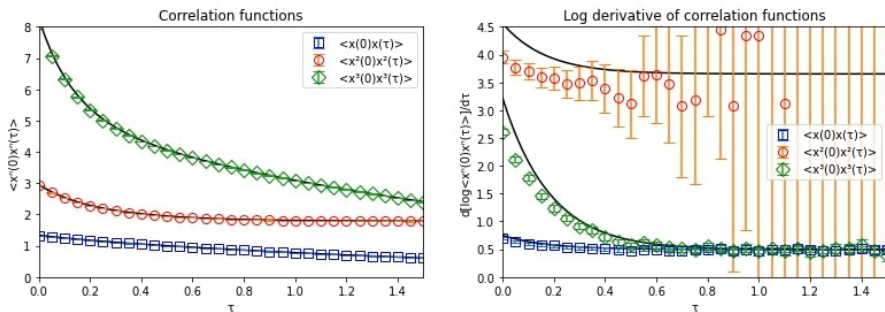 Correlation functions
8
7
6
5
4
3
2
1
0
<xⁿ(0)xⁿ(τ)>
<x(0)x(τ)>
<x²(0)x²(τ)>
<x³(0)x³(τ)>
0.0 0.2 0.4 0.6 0.8 1.0 1.2 1.4
τ
Log derivative of correlation functions
4.5
4.0
3.5
3.0
2.5
2.0
1.5
1.0
0.5
0.0
d[log<xⁿ(0)xⁿ(τ)>]/dτ
<x(0)x(τ)>
<x²(0)x²(τ)>
<x³(0)x³(τ)>
0.0 0.2 0.4 0.6 0.8 1.0 1.2 1.4
τ